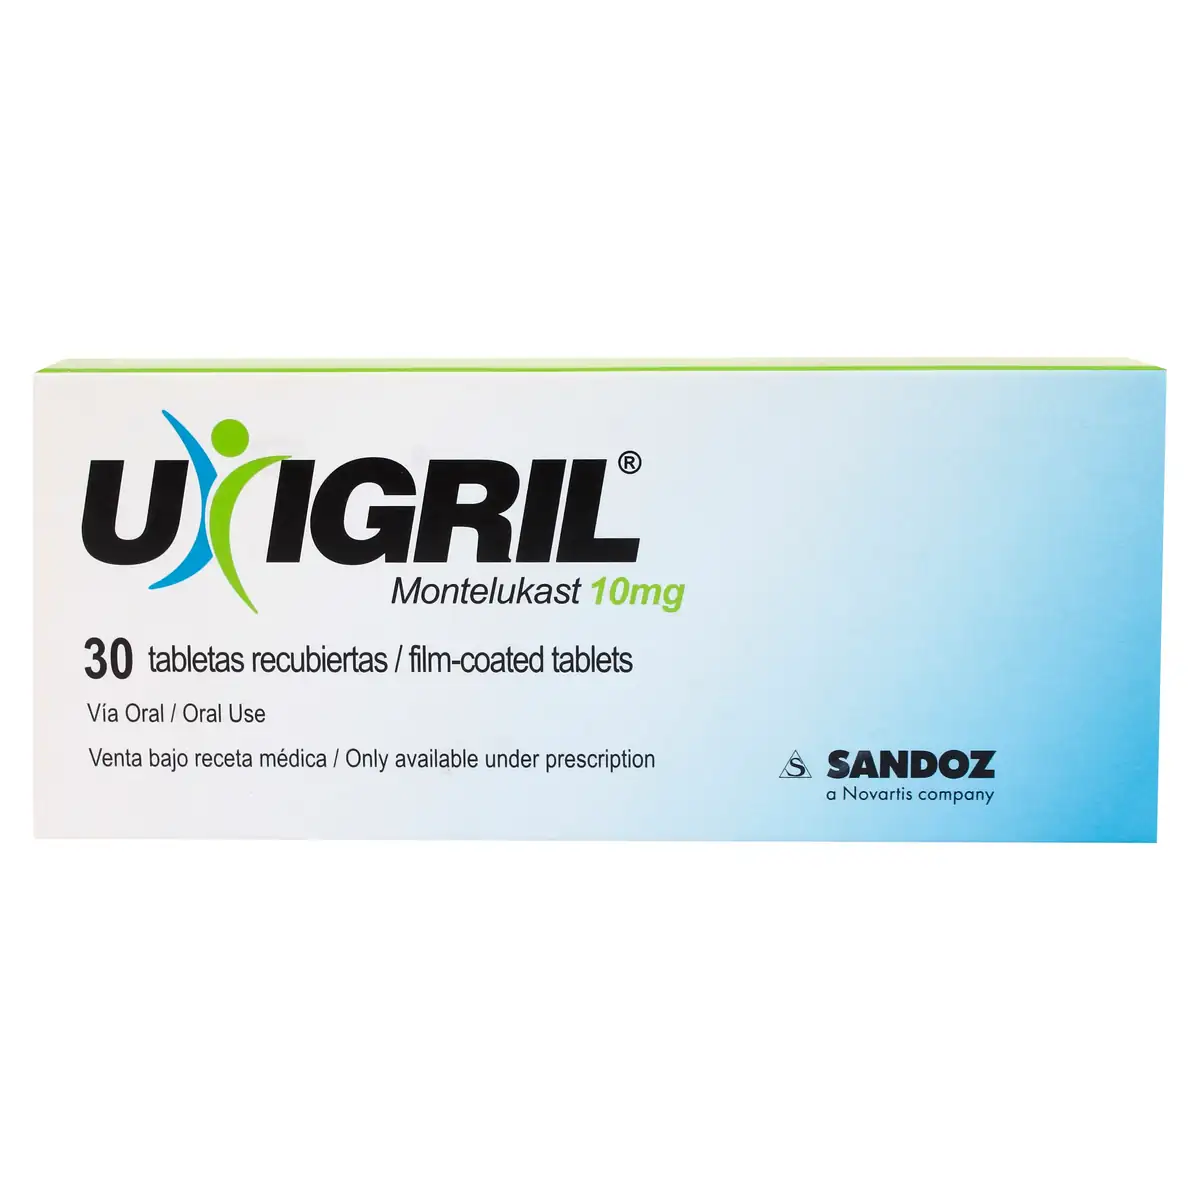 UXIGRIL®
Montelukast 10mg
30 tabletas recubiertas / film-coated tablets
Vía Oral / Oral Use
Venta bajo receta médica / Only available under prescription
S SANDOZ
a Novartis company